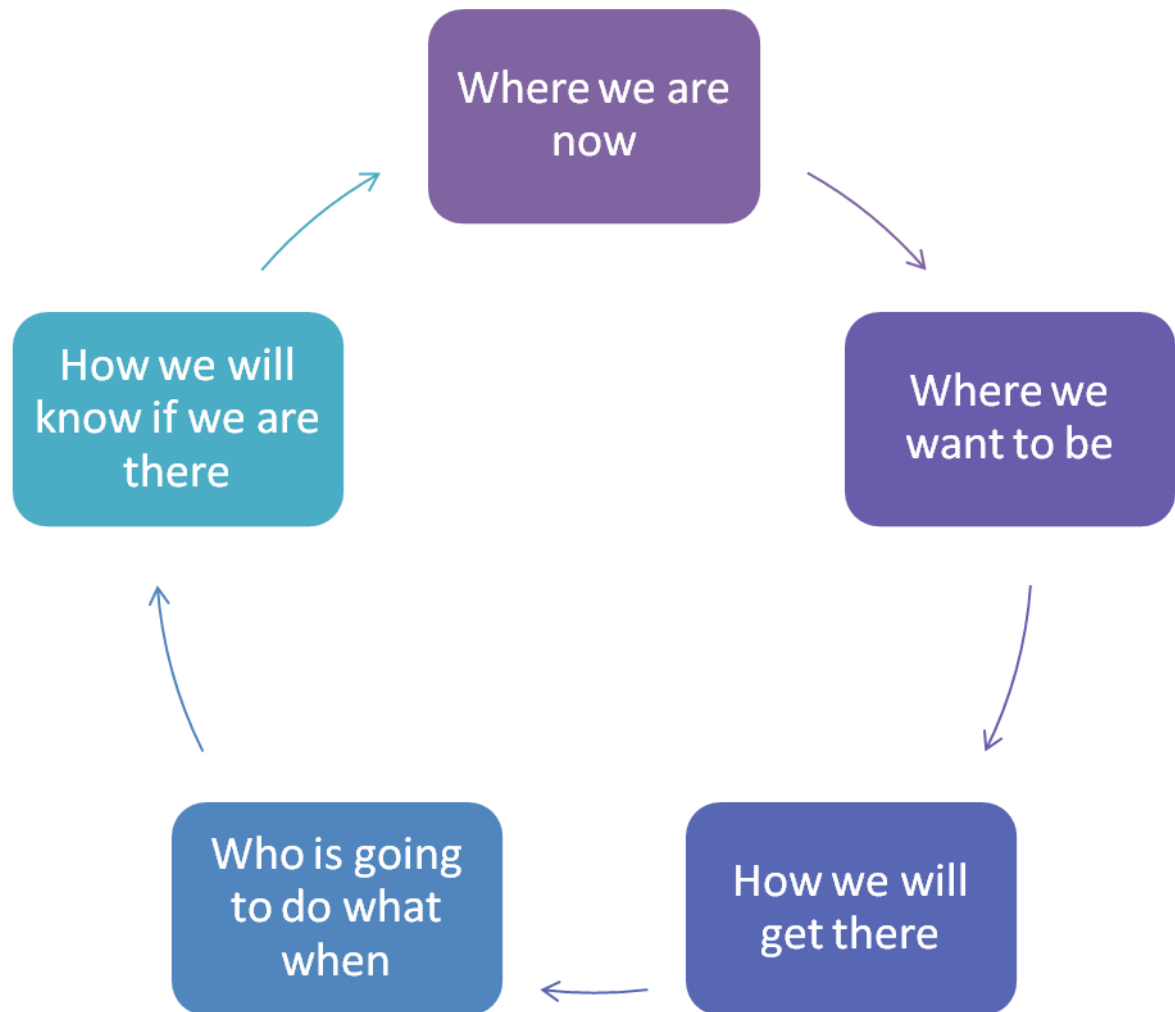 Where we are
now
Where we
want to be
How we will
get there
Who is going
to do what
when
How we will
know if we are
there